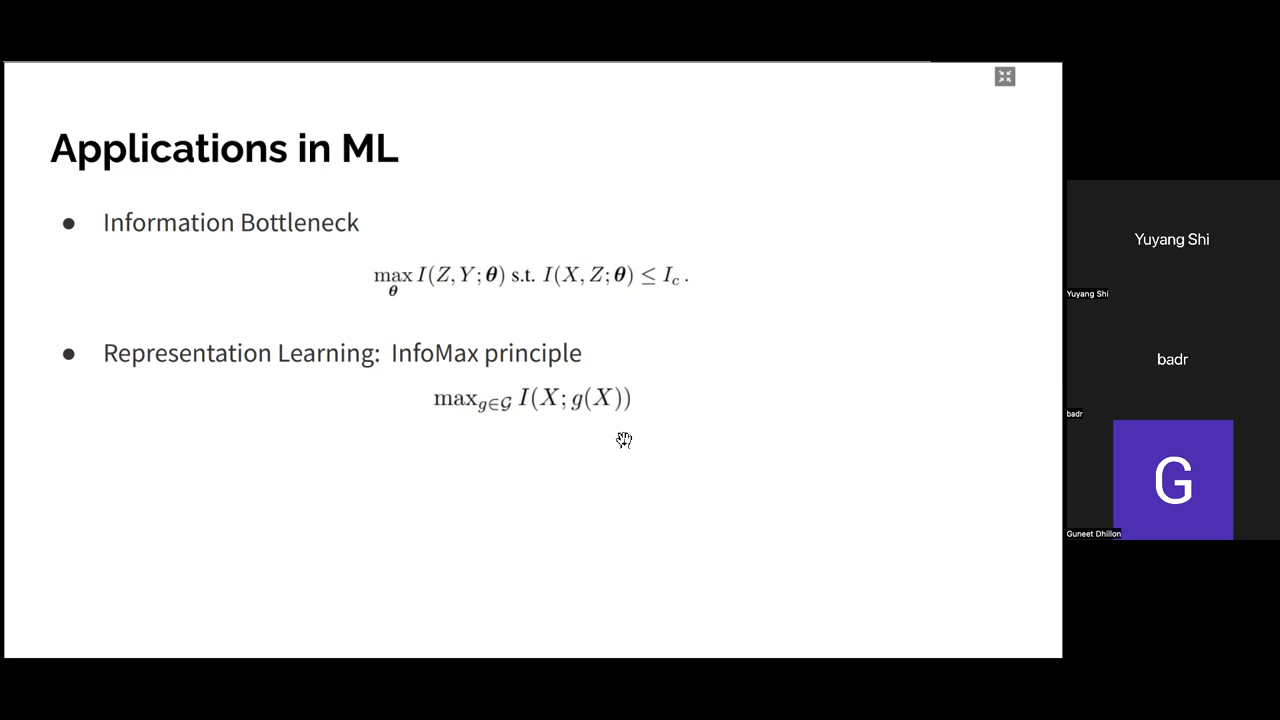 Applications in ML
● Information Bottleneck
max_θ I(Z, Y; θ) s.t. I(X, Z; θ) ≤ I_c .
● Representation Learning: InfoMax principle
max_{g∈𝒢} I(X; g(X))
Yuyang Shi
Yuyang Shi
badr
badr
G
Guneet Dhillon